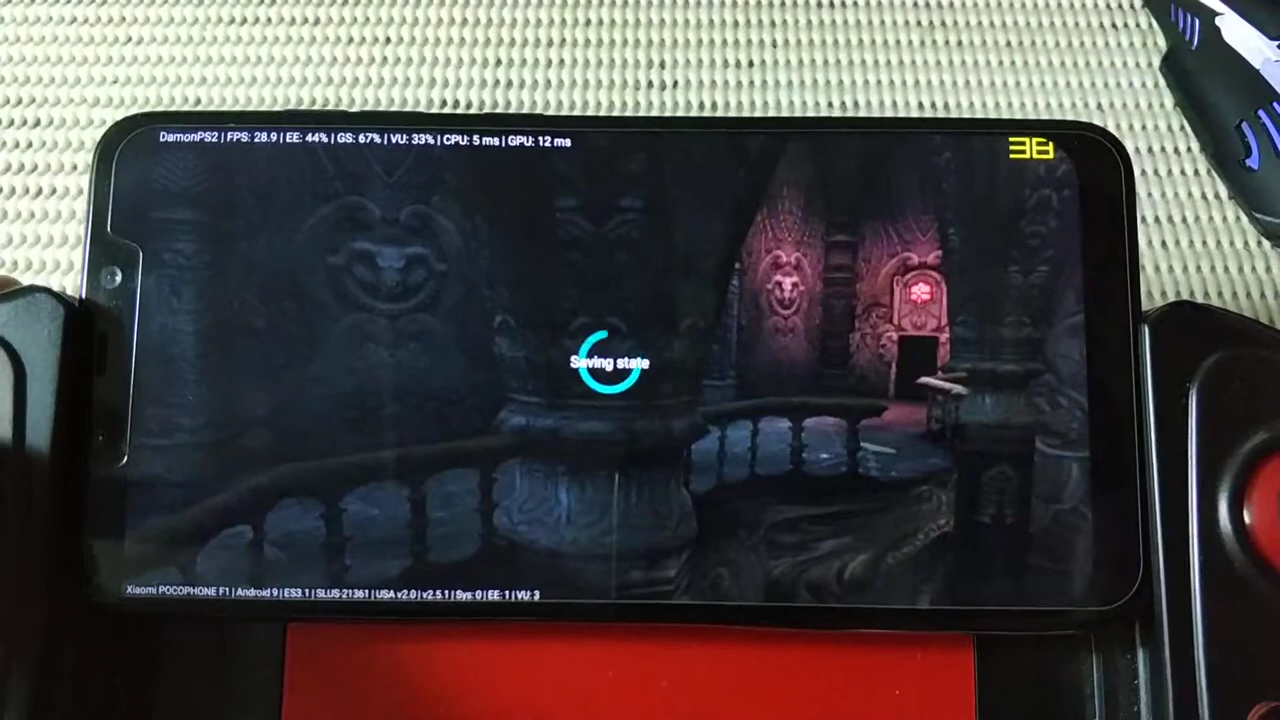 DamonPS2 | FPS: 28.9 | EE: 44% | GS: 67% | VU: 33% | CPU: 5 ms | GPU: 12 ms
38
Saving state
Xiaomi POCOPHONE F1 | Android 9 | ES3.1 | SLUS-21361 | USA v2.0 | v2.5.1 | Sys: 0 | EE: 1 | VU: 3